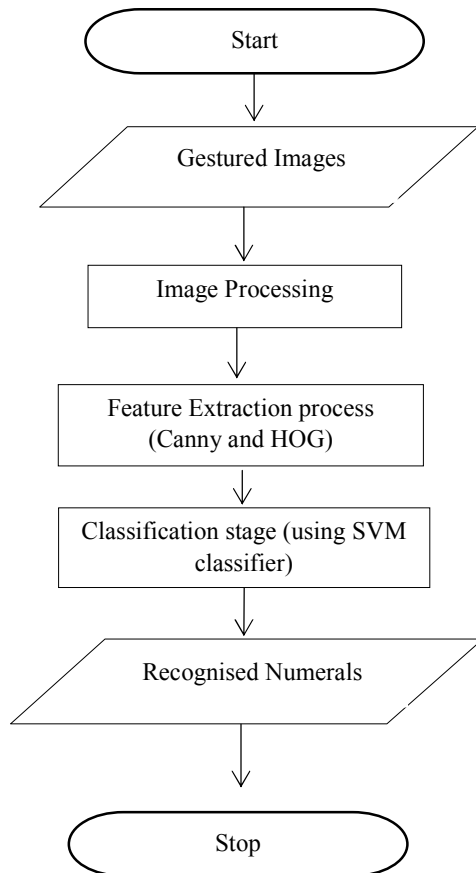 Start
Gestured Images
Image Processing
Feature Extraction process
(Canny and HOG)
Classification stage (using SVM
classifier)
Recognised Numerals
Stop